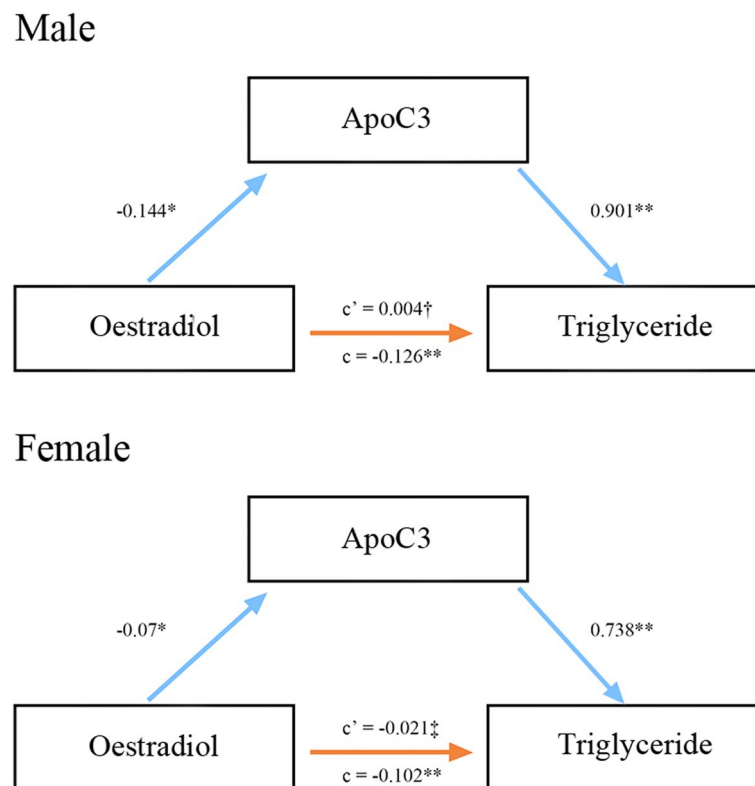 Male
ApoC3
-0.144*
0.901**
Oestradiol
c’ = 0.004†
c = -0.126**
Triglyceride
Female
ApoC3
-0.07*
0.738**
Oestradiol
c’ = -0.021‡
c = -0.102**
Triglyceride